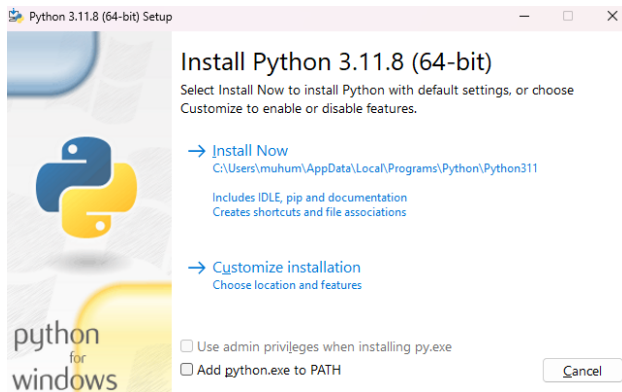 Python 3.11.8 (64-bit) Setup
Install Python 3.11.8 (64-bit)
Select Install Now to install Python with default settings, or choose
Customize to enable or disable features.
Install Now
C:\Users\muhum\AppData\Local\Programs\Python\Python311
Includes IDLE, pip and documentation
Creates shortcuts and file associations
Customize installation
Choose location and features
Use admin privileges when installing py.exe
Add python.exe to PATH
Cancel
python
for
windows